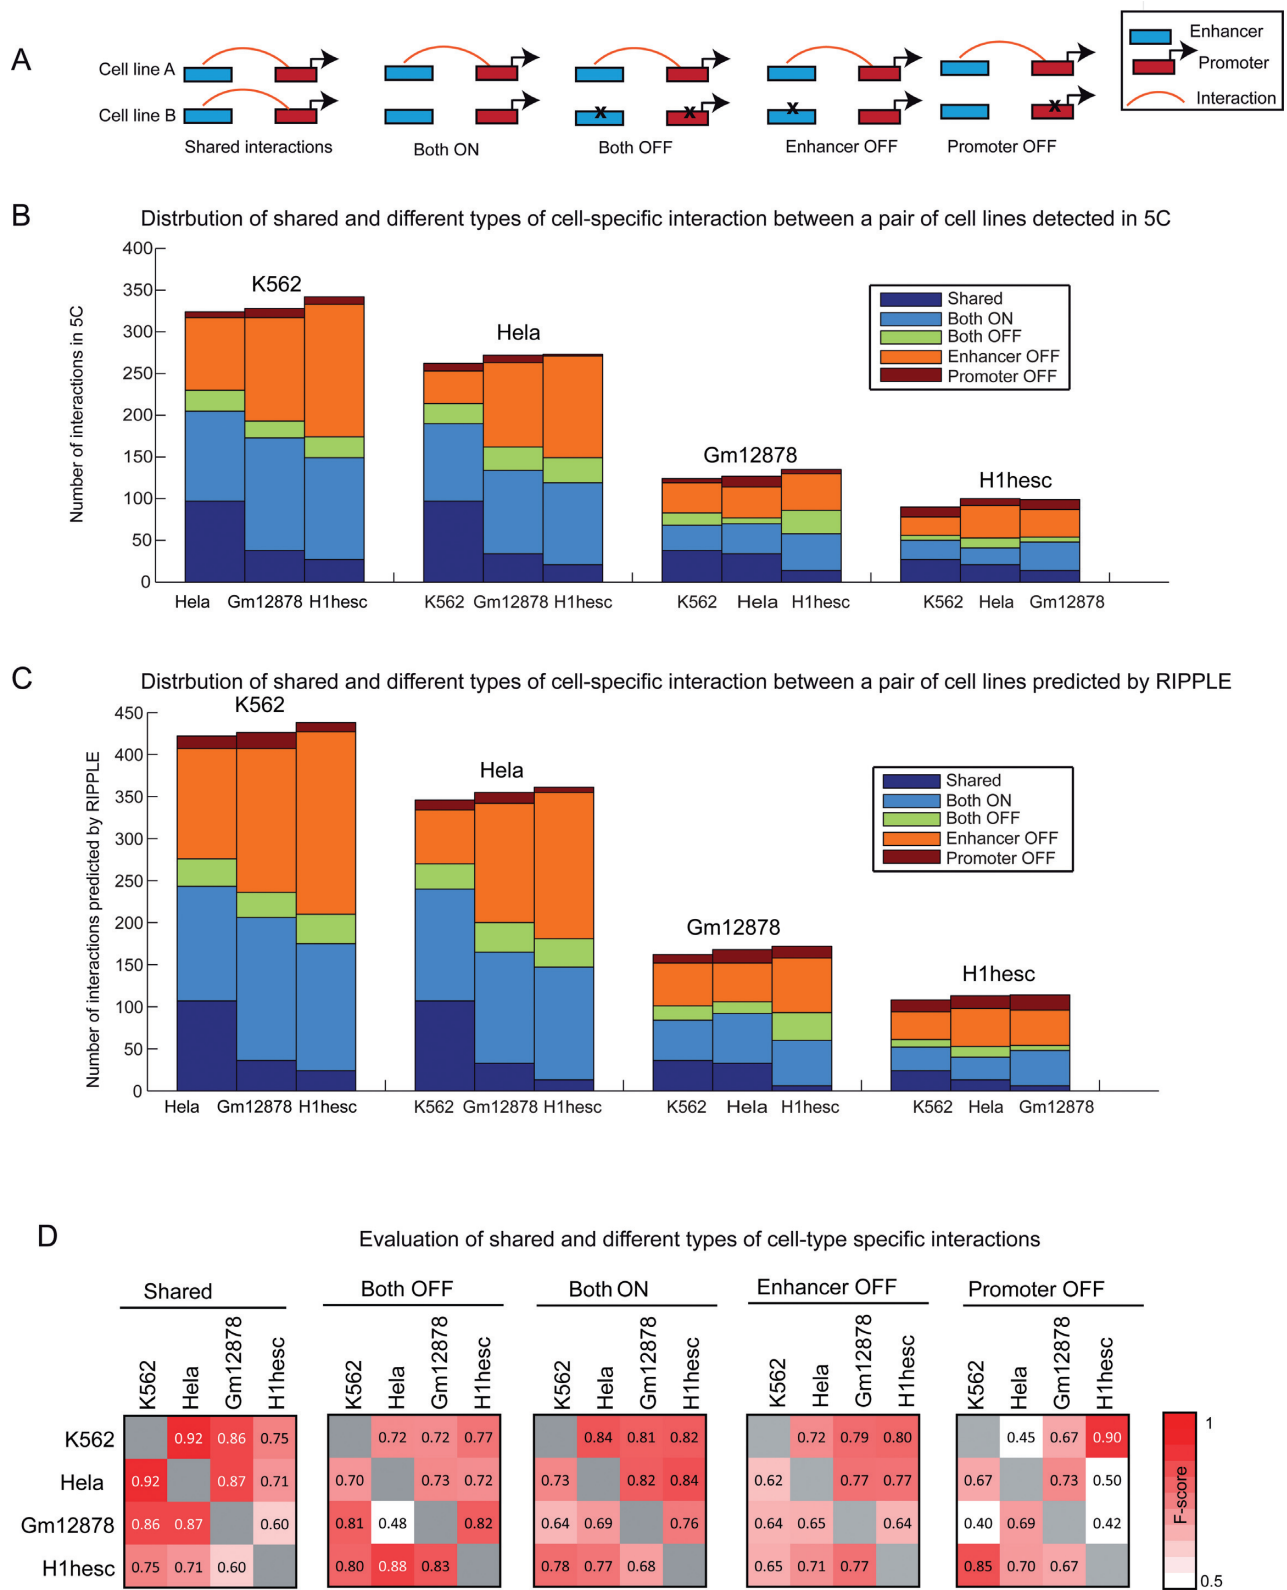 A
Cell line A
Cell line B
x
x
x
x
Shared interactions
Both ON
Both OFF
Enhancer OFF
Promoter OFF
Enhancer
Promoter
Interaction
B
Distrbution of shared and different types of cell-specific interaction between a pair of cell lines detected in 5C
Number of interactions in 5C
400
350
300
250
200
150
100
50
0
K562
Hela
Gm12878
H1hesc
Shared
Both ON
Both OFF
Enhancer OFF
Promoter OFF
Hela Gm12878 H1hesc
K562 Gm12878 H1hesc
K562 Hela H1hesc
K562 Hela Gm12878
C
Distrbution of shared and different types of cell-specific interaction between a pair of cell lines predicted by RIPPLE
Number of interactions predicted by RIPPLE
450
400
350
300
250
200
150
100
50
0
K562
Hela
Gm12878
H1hesc
Shared
Both ON
Both OFF
Enhancer OFF
Promoter OFF
Hela Gm12878 H1hesc
K562 Gm12878 H1hesc
K562 Hela H1hesc
K562 Hela Gm12878
D
Evaluation of shared and different types of cell-type specific interactions
Shared
Both OFF
Both ON
Enhancer OFF
Promoter OFF
K562 Hela Gm12878 H1hesc
K562 Hela Gm12878 H1hesc
K562 Hela Gm12878 H1hesc
K562 Hela Gm12878 H1hesc
K562 Hela Gm12878 H1hesc
K562 0.92 0.86 0.75 0.72 0.72 0.77 0.84 0.81 0.82 0.72 0.79 0.80 0.45 0.67 0.90
Hela 0.92 0.87 0.71 0.70 0.73 0.72 0.73 0.82 0.84 0.62 0.77 0.77 0.67 0.73 0.50
Gm12878 0.86 0.87 0.60 0.81 0.48 0.82 0.64 0.69 0.76 0.64 0.65 0.64 0.40 0.69 0.42
H1hesc 0.75 0.71 0.60 0.80 0.88 0.83 0.78 0.77 0.68 0.65 0.71 0.77 0.85 0.70 0.67
1
F-score
0.5